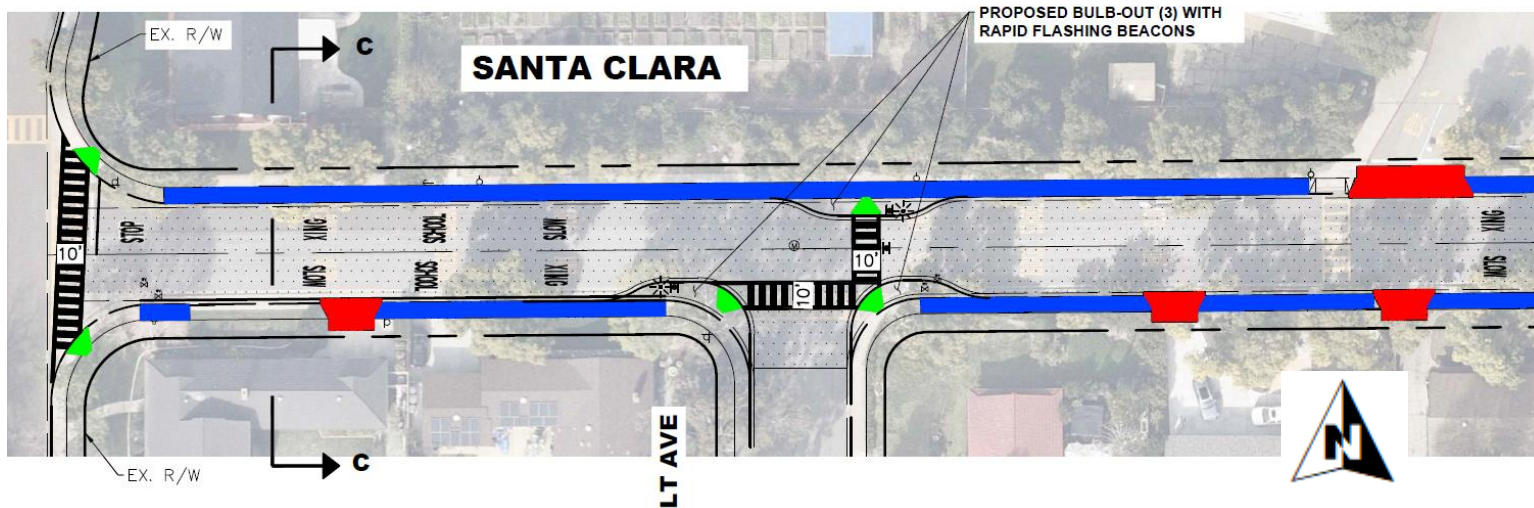 PROPOSED BULB-OUT (3) WITH
RAPID FLASHING BEACONS
EX. R/W
C
SANTA CLARA
STOP
XING
SCHOOL
SLOW
XING
10'
10'
10'
SLOW
SCHOOL
XING
SLOW
M
N
C
EX. R/W
LT AVE